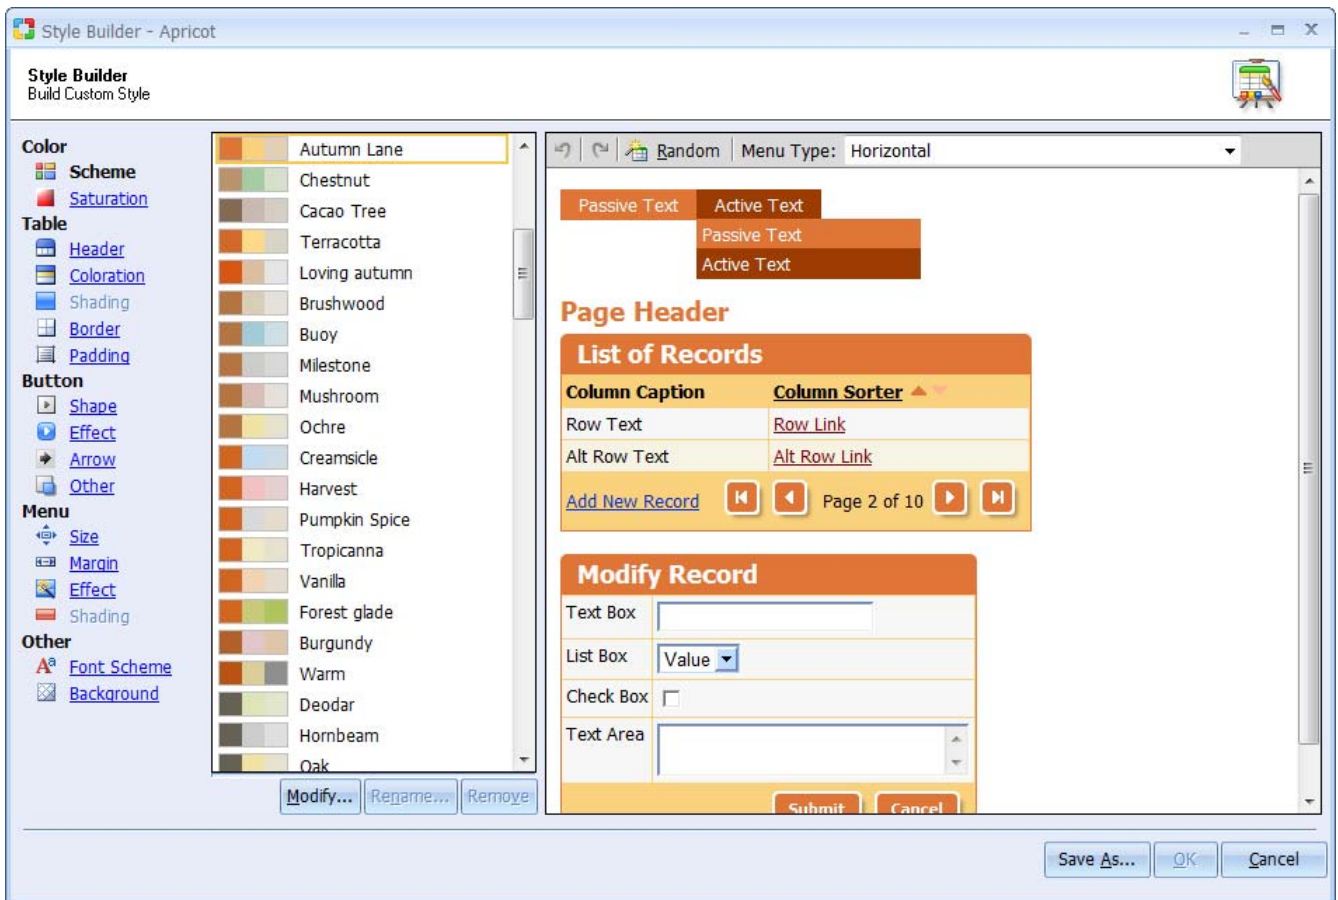 Style Builder - Apricot
Style Builder
Build Custom Style
Color
Scheme
Saturation
Table
Header
Coloration
Shading
Border
Padding
Button
Shape
Effect
Arrow
Other
Menu
Size
Margin
Effect
Shading
Other
Font Scheme
Background
Autumn Lane
Chestnut
Cacao Tree
Terracotta
Loving autumn
Brushwood
Buoy
Milestone
Mushroom
Ochre
Creamsicle
Harvest
Pumpkin Spice
Tropicanna
Vanilla
Forest glade
Burgundy
Warm
Deodar
Hornbeam
Oak
Modify... Rename... Remove
Random Menu Type: Horizontal
Passive Text Active Text
Passive Text
Active Text
Page Header
List of Records
Column Caption Column Sorter
Row Text Row Link
Alt Row Text Alt Row Link
Add New Record Page 2 of 10
Modify Record
Text Box
List Box Value
Check Box
Text Area
Submit Cancel
Save As... OK Cancel